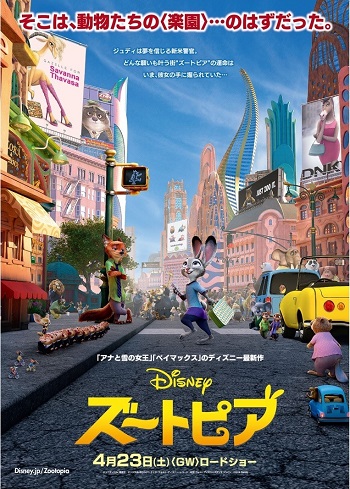 そこは、動物たちの〈楽園〉…のはずだった。
ジュディは夢を信じる新米警官。
どんな願いも叶う街"ズートピア"の運命は
いま、彼女の手に握られていた…
Savanna
Thavasa
JUST ZOO IT.
DNK
「アナと雪の女王」「ベイマックス」のディズニー最新作
DISNEY
ズートピア
4月23日(土)〈GW〉ロードショー
Disney.jp/Zootopia